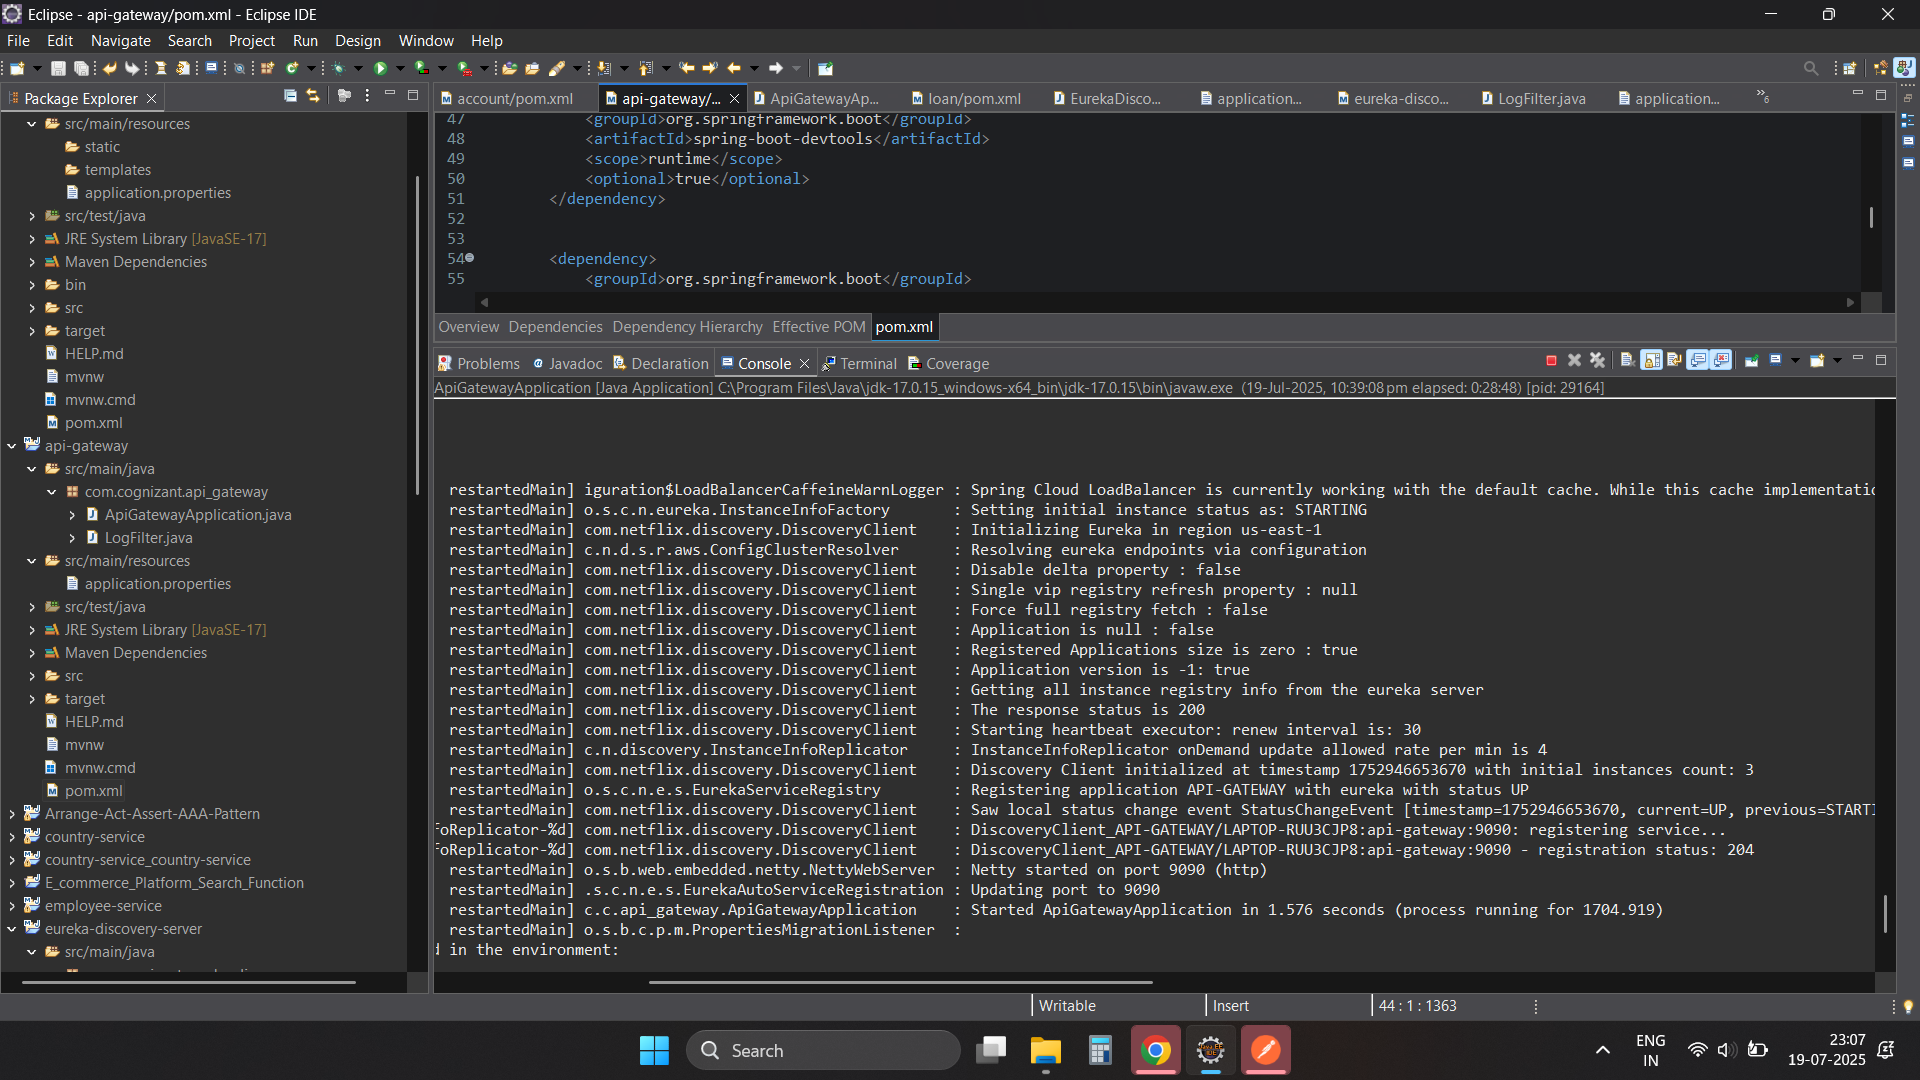 Eclipse - api-gateway/pom.xml - Eclipse IDE
File Edit Navigate Search Project Run Design Window Help
Package Explorer
src/main/resources
static
templates
application.properties
src/test/java
JRE System Library [JavaSE-17]
Maven Dependencies
bin
src
target
HELP.md
mvnw
mvnw.cmd
pom.xml
api-gateway
src/main/java
com.cognizant.api_gateway
ApiGatewayApplication.java
LogFilter.java
src/main/resources
application.properties
src/test/java
JRE System Library [JavaSE-17]
Maven Dependencies
src
target
HELP.md
mvnw
mvnw.cmd
pom.xml
Arrange-Act-Assert-AAA-Pattern
country-service
country-service_country-service
E_commerce_Platform_Search_Function
employee-service
eureka-discovery-server
src/main/java
account/pom.xml api-gateway/... ApiGatewayAp... loan/pom.xml EurekaDisco... application... eureka-disco... LogFilter.java application... »6
47 <groupId>org.springframework.boot</groupId>
48 <artifactId>spring-boot-devtools</artifactId>
49 <scope>runtime</scope>
50 <optional>true</optional>
51 </dependency>
52
53
54 <dependency>
55 <groupId>org.springframework.boot</groupId>
Overview Dependencies Dependency Hierarchy Effective POM pom.xml
Problems Javadoc Declaration Console Terminal Coverage
ApiGatewayApplication [Java Application] C:\Program Files\Java\jdk-17.0.15_windows-x64_bin\jdk-17.0.15\bin\javaw.exe (19-Jul-2025, 10:39:08 pm elapsed: 0:28:48) [pid: 29164]
restartedMain] iguration$LoadBalancerCaffeineWarnLogger : Spring Cloud LoadBalancer is currently working with the default cache. While this cache implementatio
restartedMain] o.s.c.n.eureka.InstanceInfoFactory : Setting initial instance status as: STARTING
restartedMain] com.netflix.discovery.DiscoveryClient : Initializing Eureka in region us-east-1
restartedMain] c.n.d.s.r.aws.ConfigClusterResolver : Resolving eureka endpoints via configuration
restartedMain] com.netflix.discovery.DiscoveryClient : Disable delta property : false
restartedMain] com.netflix.discovery.DiscoveryClient : Single vip registry refresh property : null
restartedMain] com.netflix.discovery.DiscoveryClient : Force full registry fetch : false
restartedMain] com.netflix.discovery.DiscoveryClient : Application is null : false
restartedMain] com.netflix.discovery.DiscoveryClient : Registered Applications size is zero : true
restartedMain] com.netflix.discovery.DiscoveryClient : Application version is -1: true
restartedMain] com.netflix.discovery.DiscoveryClient : Getting all instance registry info from the eureka server
restartedMain] com.netflix.discovery.DiscoveryClient : The response status is 200
restartedMain] com.netflix.discovery.DiscoveryClient : Starting heartbeat executor: renew interval is: 30
restartedMain] c.n.discovery.InstanceInfoReplicator : InstanceInfoReplicator onDemand update allowed rate per min is 4
restartedMain] com.netflix.discovery.DiscoveryClient : Discovery Client initialized at timestamp 1752946653670 with initial instances count: 3
restartedMain] o.s.c.n.e.s.EurekaServiceRegistry : Registering application API-GATEWAY with eureka with status UP
restartedMain] com.netflix.discovery.DiscoveryClient : Saw local status change event StatusChangeEvent [timestamp=1752946653670, current=UP, previous=STARTI
foReplicator-%d] com.netflix.discovery.DiscoveryClient : DiscoveryClient_API-GATEWAY/LAPTOP-RUU3CJP8:api-gateway:9090: registering service...
foReplicator-%d] com.netflix.discovery.DiscoveryClient : DiscoveryClient_API-GATEWAY/LAPTOP-RUU3CJP8:api-gateway:9090 - registration status: 204
restartedMain] o.s.b.web.embedded.netty.NettyWebServer : Netty started on port 9090 (http)
restartedMain] .s.c.n.e.s.EurekaAutoServiceRegistration : Updating port to 9090
restartedMain] c.c.api_gateway.ApiGatewayApplication : Started ApiGatewayApplication in 1.576 seconds (process running for 1704.919)
restartedMain] o.s.b.c.p.m.PropertiesMigrationListener :
d in the environment:
Writable Insert 44 : 1 : 1363
Search
ENG
IN
23:07
19-07-2025